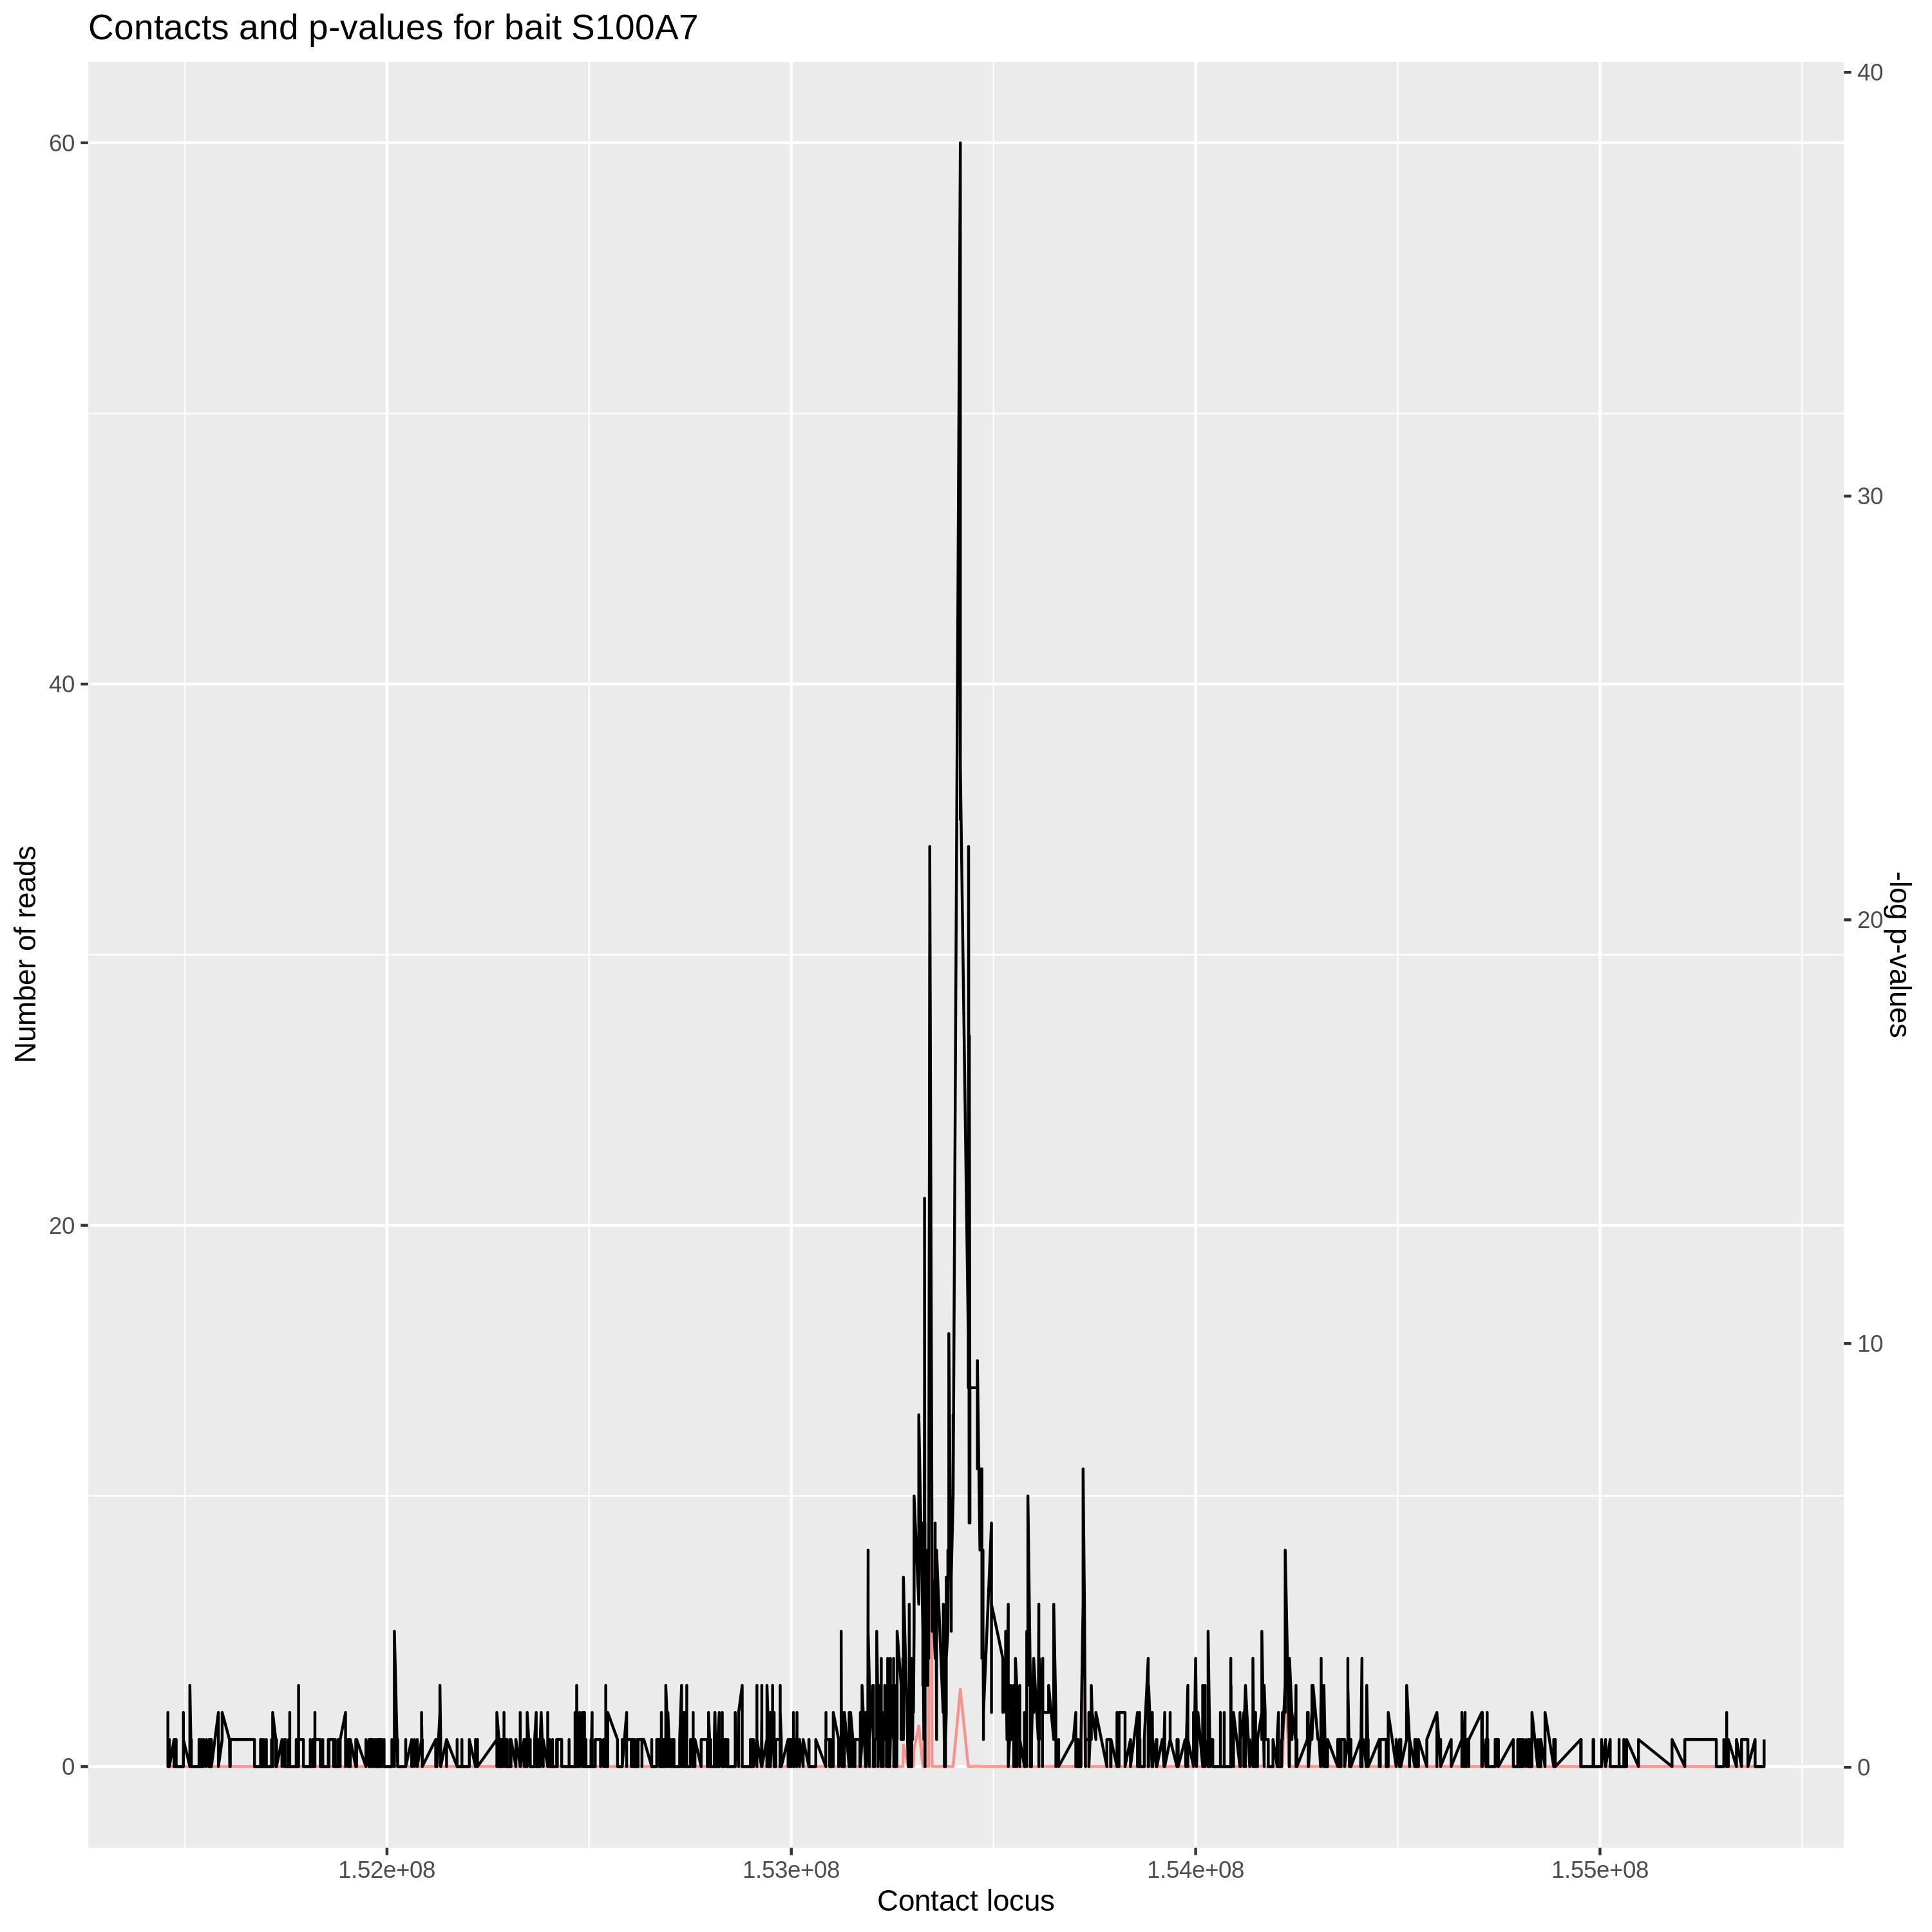 Contacts and p-values for bait S100A7
60
40
20
0
Number of reads
40
30
20
10
0
-log p-values
1.52e+08
1.53e+08
1.54e+08
1.55e+08
Contact locus